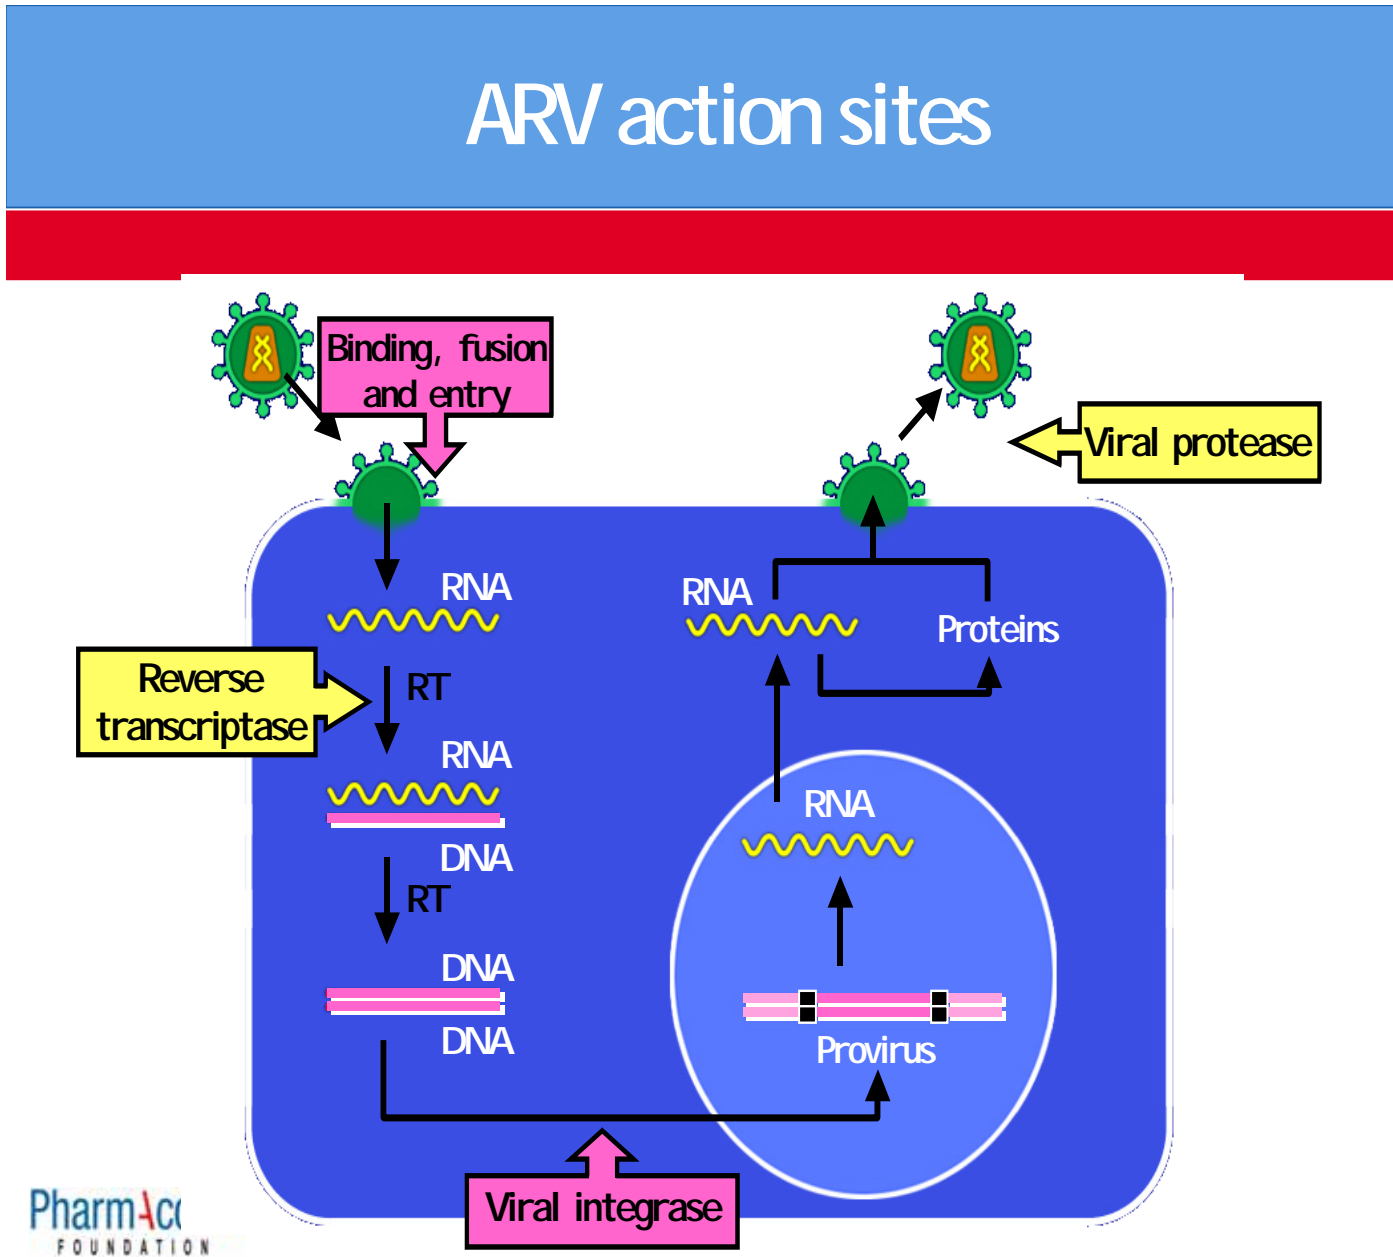 ARV action sites
Binding, fusion
and entry
Viral protease
RNA
RNA
Proteins
Reverse
transcriptase
RT
RNA
RNA
DNA
RT
DNA
DNA
Provirus
Viral integrase
PharmAcc
FOUNDATION